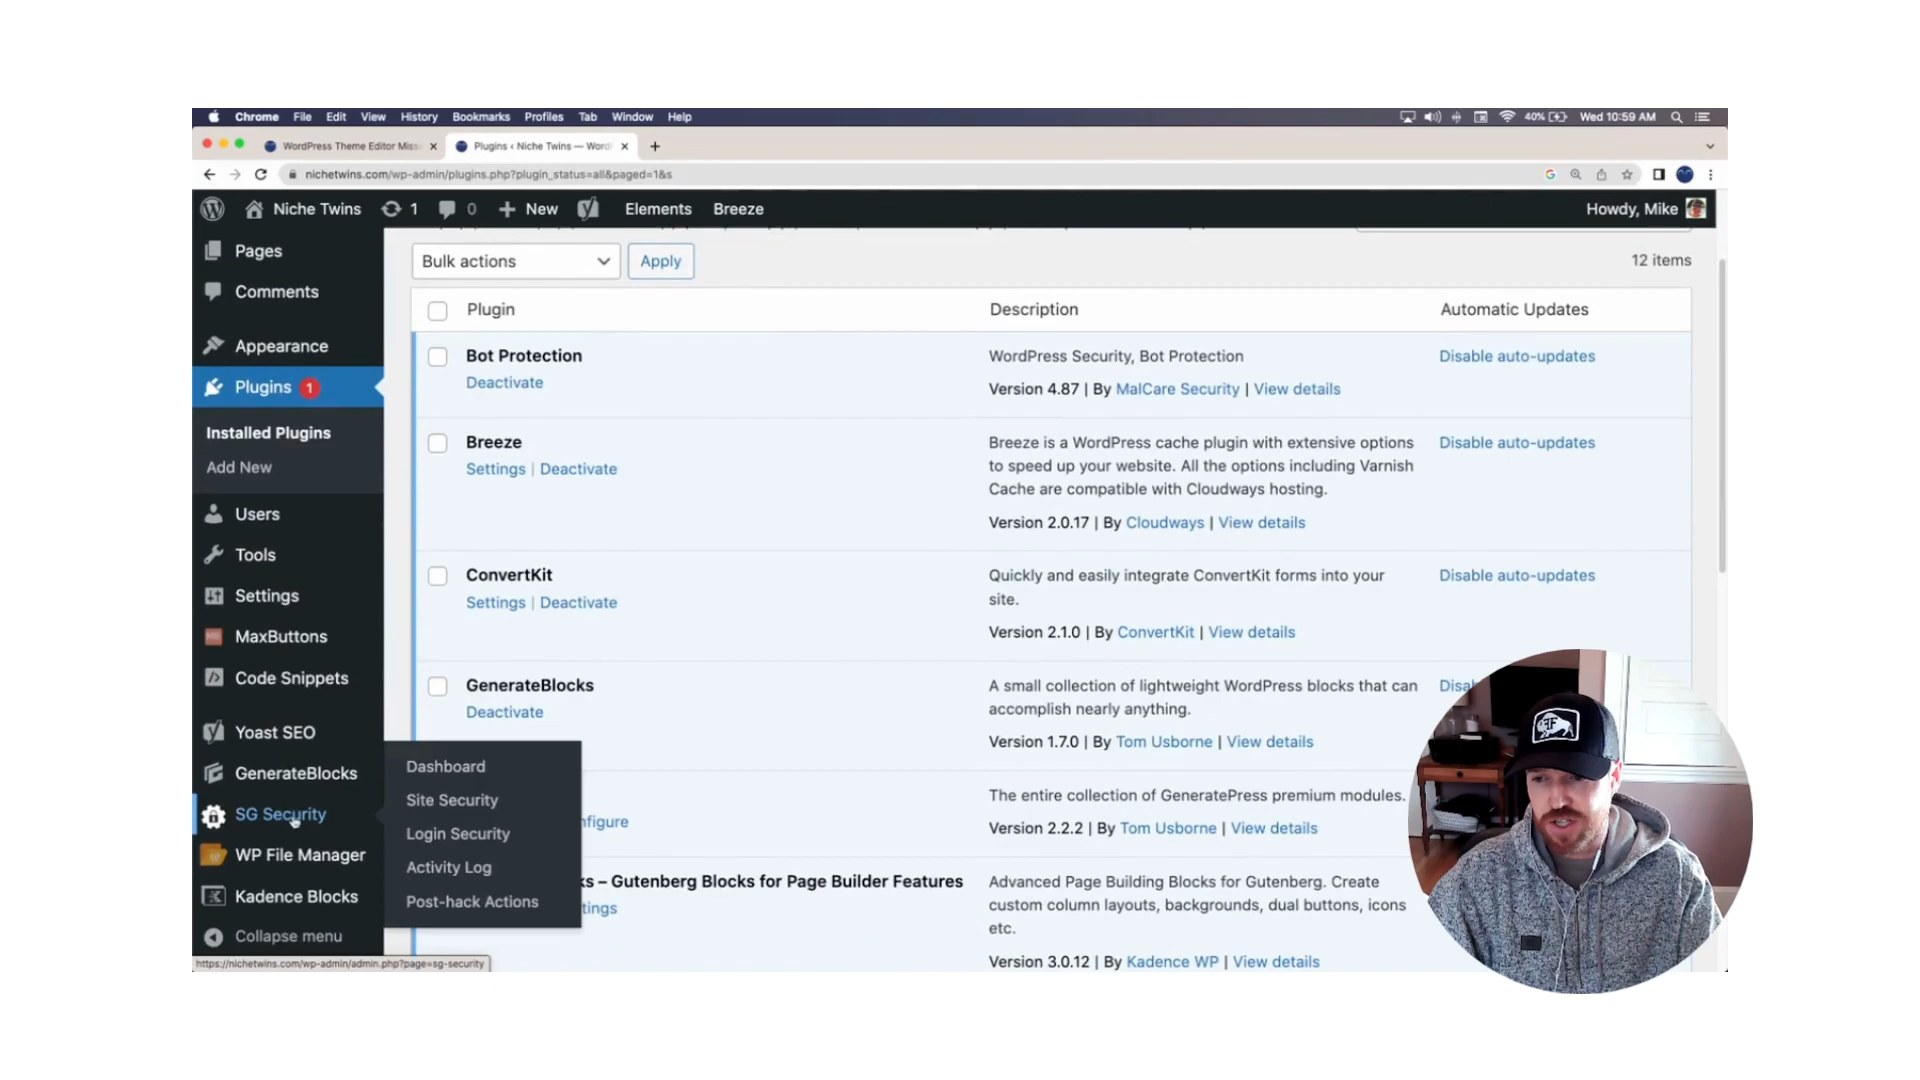 Chrome File Edit View History Bookmarks Profiles Tab Window Help 40% Wed 10:59 AM
WordPress Theme Editor Miss Plugins ‹ Niche Twins — Word
nichetwins.com/wp-admin/plugins.php?plugin_status=all&paged=1&s
Niche Twins 1 0 New Elements Breeze Howdy, Mike
Pages
Comments
Appearance
Plugins 1
Installed Plugins
Add New
Users
Tools
Settings
MaxButtons
Code Snippets
Yoast SEO
GenerateBlocks
SG Security
WP File Manager
Kadence Blocks
Collapse menu
https://nichetwins.com/wp-admin/admin.php?page=sg-security
Dashboard
Site Security
Login Security
Activity Log
Post-hack Actions
Bulk actions Apply 12 items
Plugin Description Automatic Updates
Bot Protection
Deactivate
WordPress Security, Bot Protection
Version 4.87 | By MalCare Security | View details
Disable auto-updates
Breeze
Settings | Deactivate
Breeze is a WordPress cache plugin with extensive options
to speed up your website. All the options including Varnish
Cache are compatible with Cloudways hosting.
Version 2.0.17 | By Cloudways | View details
Disable auto-updates
ConvertKit
Settings | Deactivate
Quickly and easily integrate ConvertKit forms into your
site.
Version 2.1.0 | By ConvertKit | View details
Disable auto-updates
GenerateBlocks
Deactivate
A small collection of lightweight WordPress blocks that can
accomplish nearly anything.
Version 1.7.0 | By Tom Usborne | View details
Disa
nfigure
The entire collection of GeneratePress premium modules.
Version 2.2.2 | By Tom Usborne | View details
ks – Gutenberg Blocks for Page Builder Features
tings
Advanced Page Building Blocks for Gutenberg. Create
custom column layouts, backgrounds, dual buttons, icons
etc.
Version 3.0.12 | By Kadence WP | View details